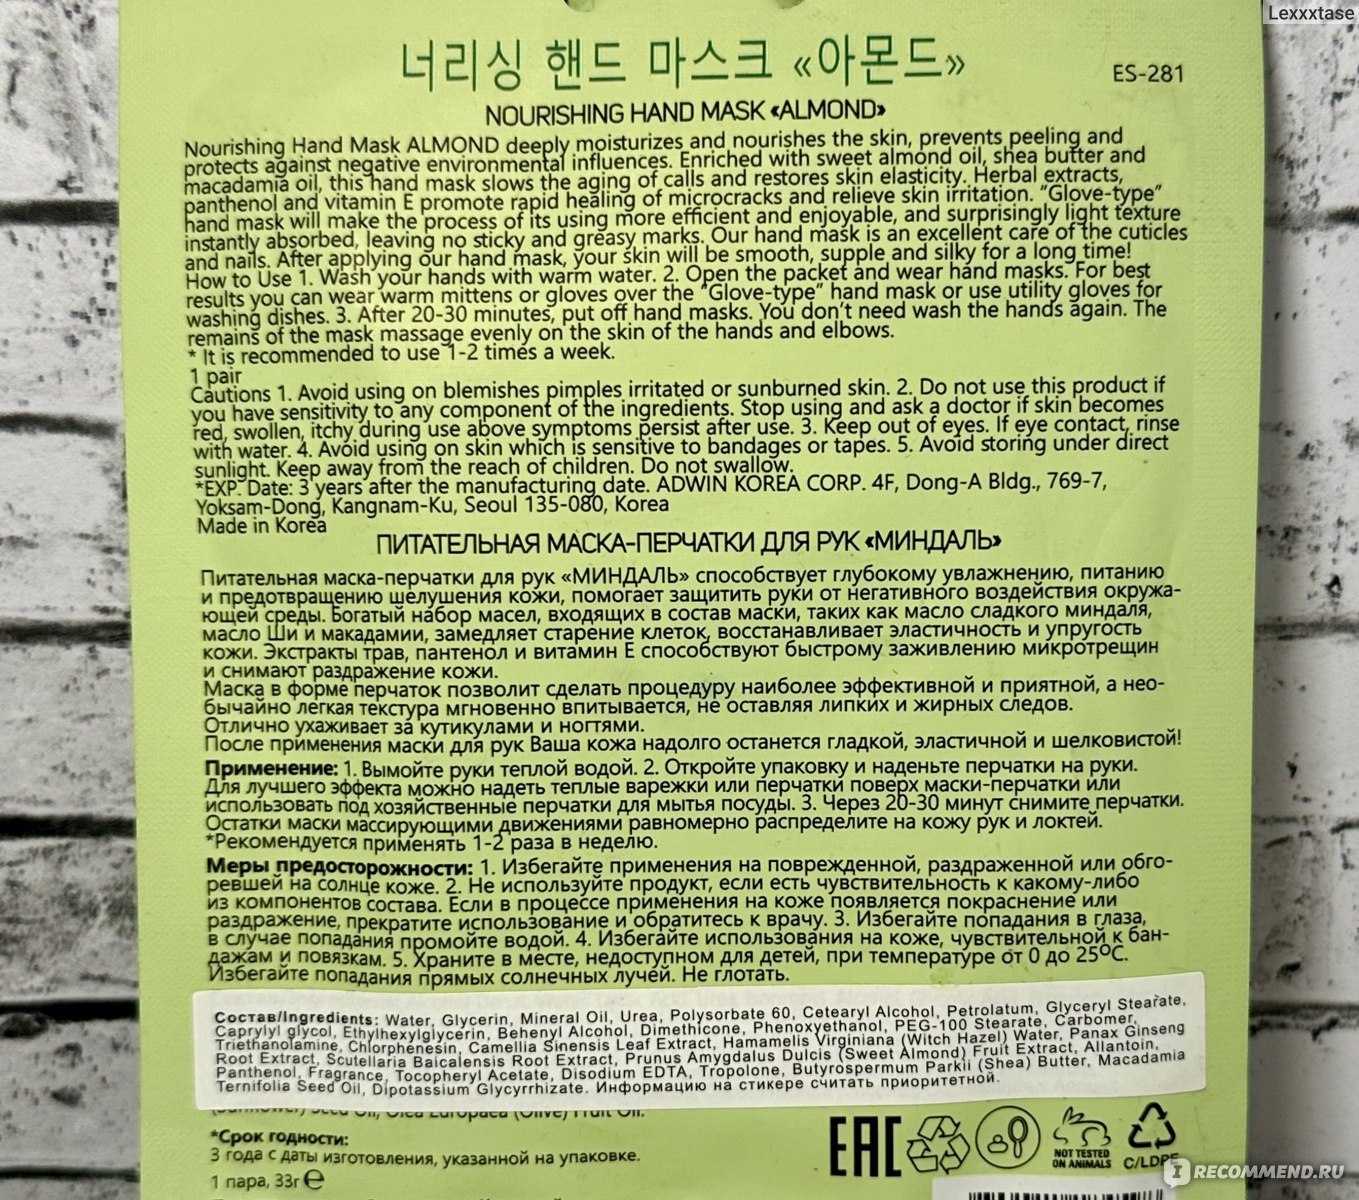 Lexxxtase
너리싱 핸드 마스크 «아몬드»
ES-281
NOURISHING HAND MASK «ALMOND»
Nourishing Hand Mask ALMOND deeply moisturizes and nourishes the skin, prevents peeling and
protects against negative environmental influences. Enriched with sweet almond oil, shea butter and
macadamia oil, this hand mask slows the aging of calls and restores skin elasticity. Herbal extracts,
panthenol and vitamin E promote rapid healing of microcracks and relieve skin irritation. "Glove-type"
hand mask will make the process of its using more efficient and enjoyable, and surprisingly light texture
instantly absorbed, leaving no sticky and greasy marks. Our hand mask is an excellent care of the cuticles
and nails. After applying our hand mask, your skin will be smooth, supple and silky for a long time!
How to Use 1. Wash your hands with warm water. 2. Open the packet and wear hand masks. For best
results you can wear warm mittens or gloves over the "Glove-type" hand mask or use utility gloves for
washing dishes. 3. After 20-30 minutes, put off hand masks. You don't need wash the hands again. The
remains of the mask massage evenly on the skin of the hands and elbows.
* It is recommended to use 1-2 times a week.
1 pair
Cautions 1. Avoid using on blemishes pimples irritated or sunburned skin. 2. Do not use this product if
you have sensitivity to any component of the ingredients. Stop using and ask a doctor if skin becomes
red, swollen, itchy during use above symptoms persist after use. 3. Keep out of eyes. If eye contact, rinse
with water. 4. Avoid using on skin which is sensitive to bandages or tapes. 5. Avoid storing under direct
sunlight. Keep away from the reach of children. Do not swallow.
*EXP. Date: 3 years after the manufacturing date. ADWIN KOREA CORP. 4F, Dong-A Bldg., 769-7,
Yoksam-Dong, Kangnam-Ku, Seoul 135-080, Korea
Made in Korea
ПИТАТЕЛЬНАЯ МАСКА-ПЕРЧАТКИ ДЛЯ РУК «МИНДАЛЬ»
Питательная маска-перчатки для рук «МИНДАЛЬ» способствует глубокому увлажнению, питанию
и предотвращению шелушения кожи, помогает защитить руки от негативного воздействия окружа-
ющей среды. Богатый набор масел, входящих в состав маски, таких как масло сладкого миндаля,
масло Ши и макадамии, замедляет старение клеток, восстанавливает эластичность и упругость
кожи. Экстракты трав, пантенол и витамин Е способствуют быстрому заживлению микротрещин
и снимают раздражение кожи.
Маска в форме перчаток позволит сделать процедуру наиболее эффективной и приятной, а нео-
бычайно легкая текстура мгновенно впитывается, не оставляя липких и жирных следов.
Отлично ухаживает за кутикулами и ногтями.
После применения маски для рук Ваша кожа надолго останется гладкой, эластичной и шелковистой!
Применение: 1. Вымойте руки теплой водой. 2. Откройте упаковку и наденьте перчатки на руки.
Для лучшего эффекта можно надеть теплые варежки или перчатки поверх маски-перчатки или
использовать под хозяйственные перчатки для мытья посуды. 3. Через 20-30 минут снимите перчатки.
Остатки маски массирующими движениями равномерно распределите на кожу рук и локтей.
*Рекомендуется применять 1-2 раза в неделю.
Меры предосторожности: 1. Избегайте применения на поврежденной, раздраженной или обго-
ревшей на солнце коже. 2. Не используйте продукт, если есть чувствительность к какому-либо
из компонентов состава. Если в процессе применения на коже появляется покраснение или
раздражение, прекратите использование и обратитесь к врачу. 3. Избегайте попадания в глаза,
в случае попадания промойте водой. 4. Избегайте использования на коже, чувствительной к бан-
дажам и повязкам. 5. Храните в месте, недоступном для детей, при температуре от 0 до 25ºС.
Избегайте попадания прямых солнечных лучей. Не глотать.
Состав/Ingredients: Water, Glycerin, Mineral Oil, Urea, Polysorbate 60, Cetearyl Alcohol, Petrolatum, Glyceryl Stearate,
Caprylyl glycol, Ethylhexylglycerin, Behenyl Alcohol, Dimethicone, Phenoxyethanol, PEG-100 Stearate, Carbomer,
Triethanolamine, Chlorphenesin, Camellia Sinensis Leaf Extract, Hamamelis Virginiana (Witch Hazel) Water, Panax Ginseng
Root Extract, Scutellaria Baicalensis Root Extract, Prunus Amygdalus Dulcis (Sweet Almond) Fruit Extract, Allantoin,
Panthenol, Fragrance, Tocopheryl Acetate, Disodium EDTA, Tropolone, Butyrospermum Parkii (Shea) Butter, Macadamia
Ternifolia Seed Oil, Dipotassium Glycyrrhizate. Информацию на стикере считать приоритетной.
(Sunflower) Seed Oil, Olea Europaea (Olive) Fruit Oil.
*Срок годности:
3 года с даты изготовления, указанной на упаковке.
1 пара, 33г ℮
EAC
NOT TESTED
ON ANIMALS
C/LDPE
IRECOMMEND.RU